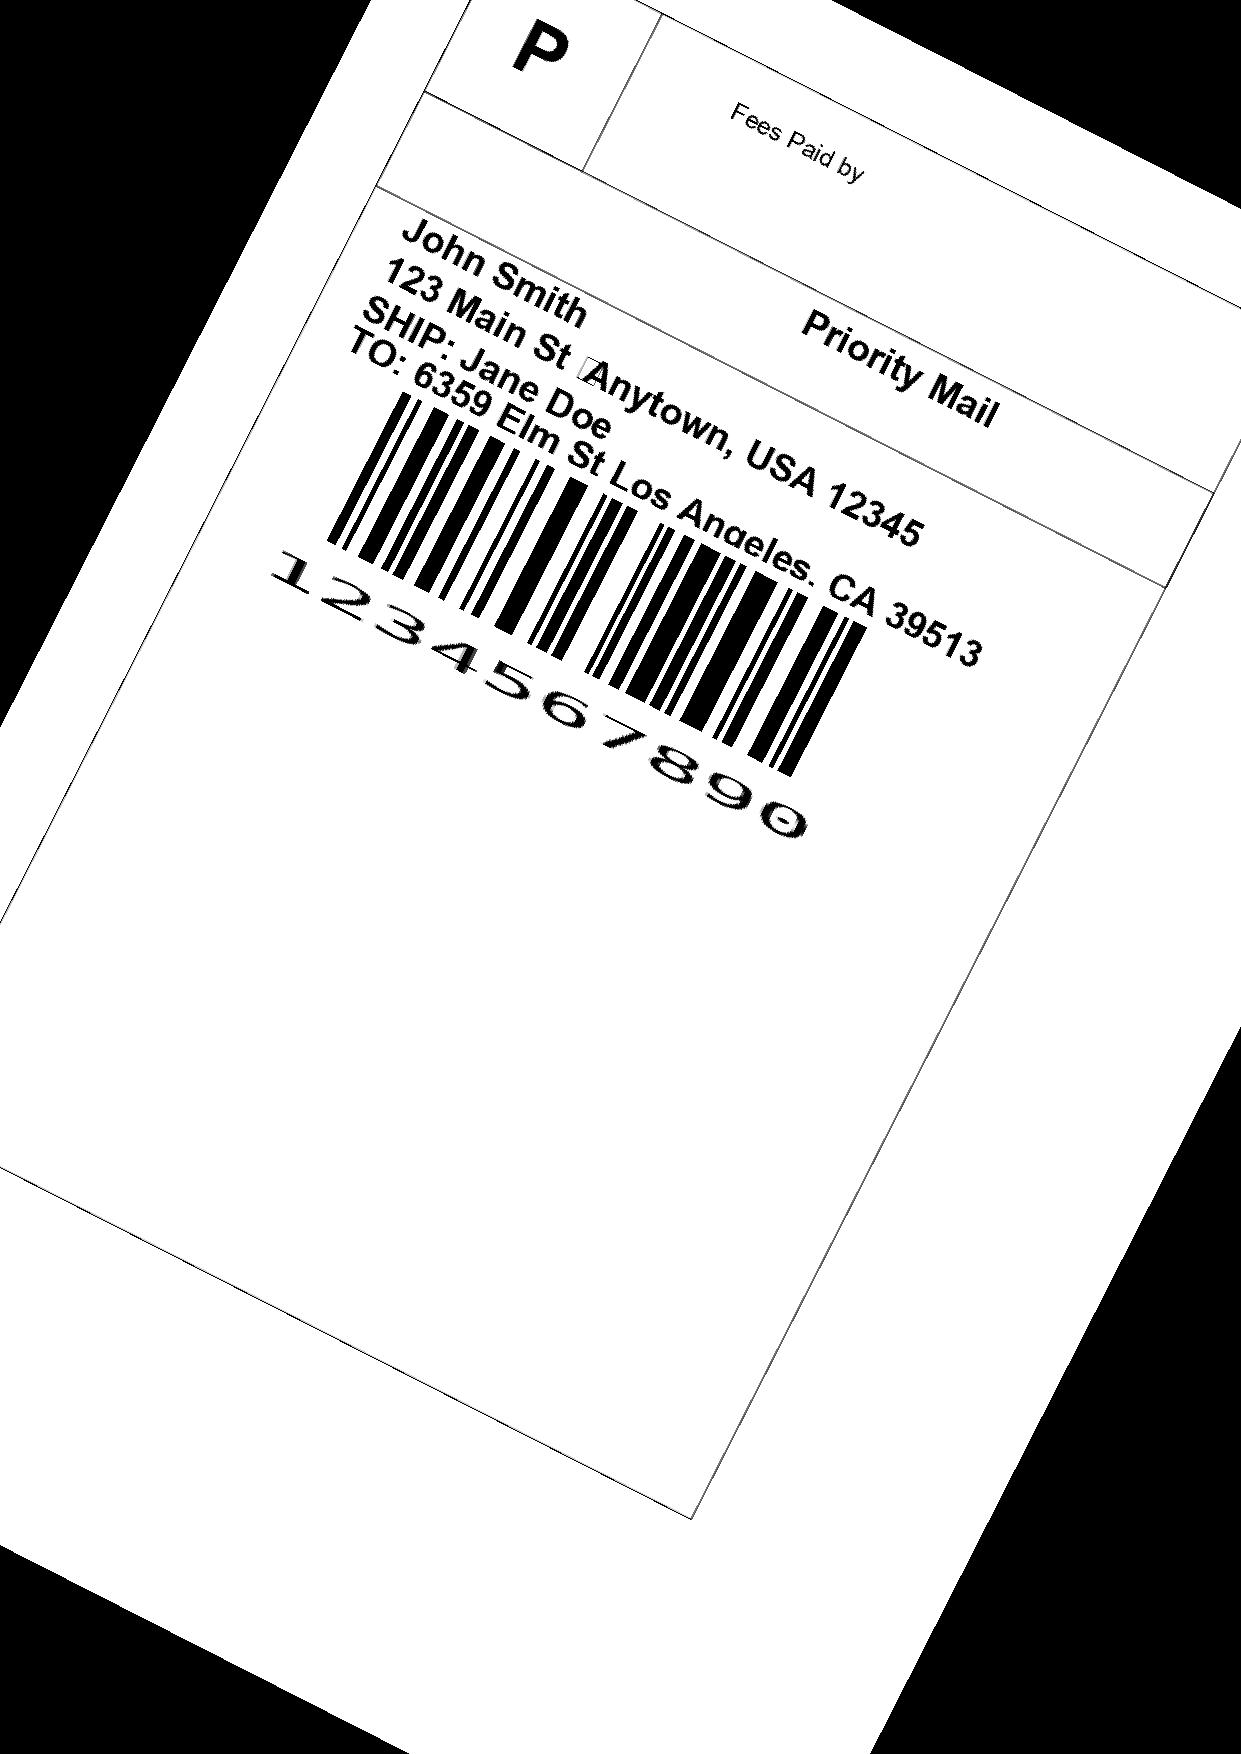 P
Fees Paid by
Priority Mail
John Smith
123 Main St Anytown, USA 12345
SHIP: Jane Doe
TO: 6359 Elm St Los Angeles, CA 39513
1234567890